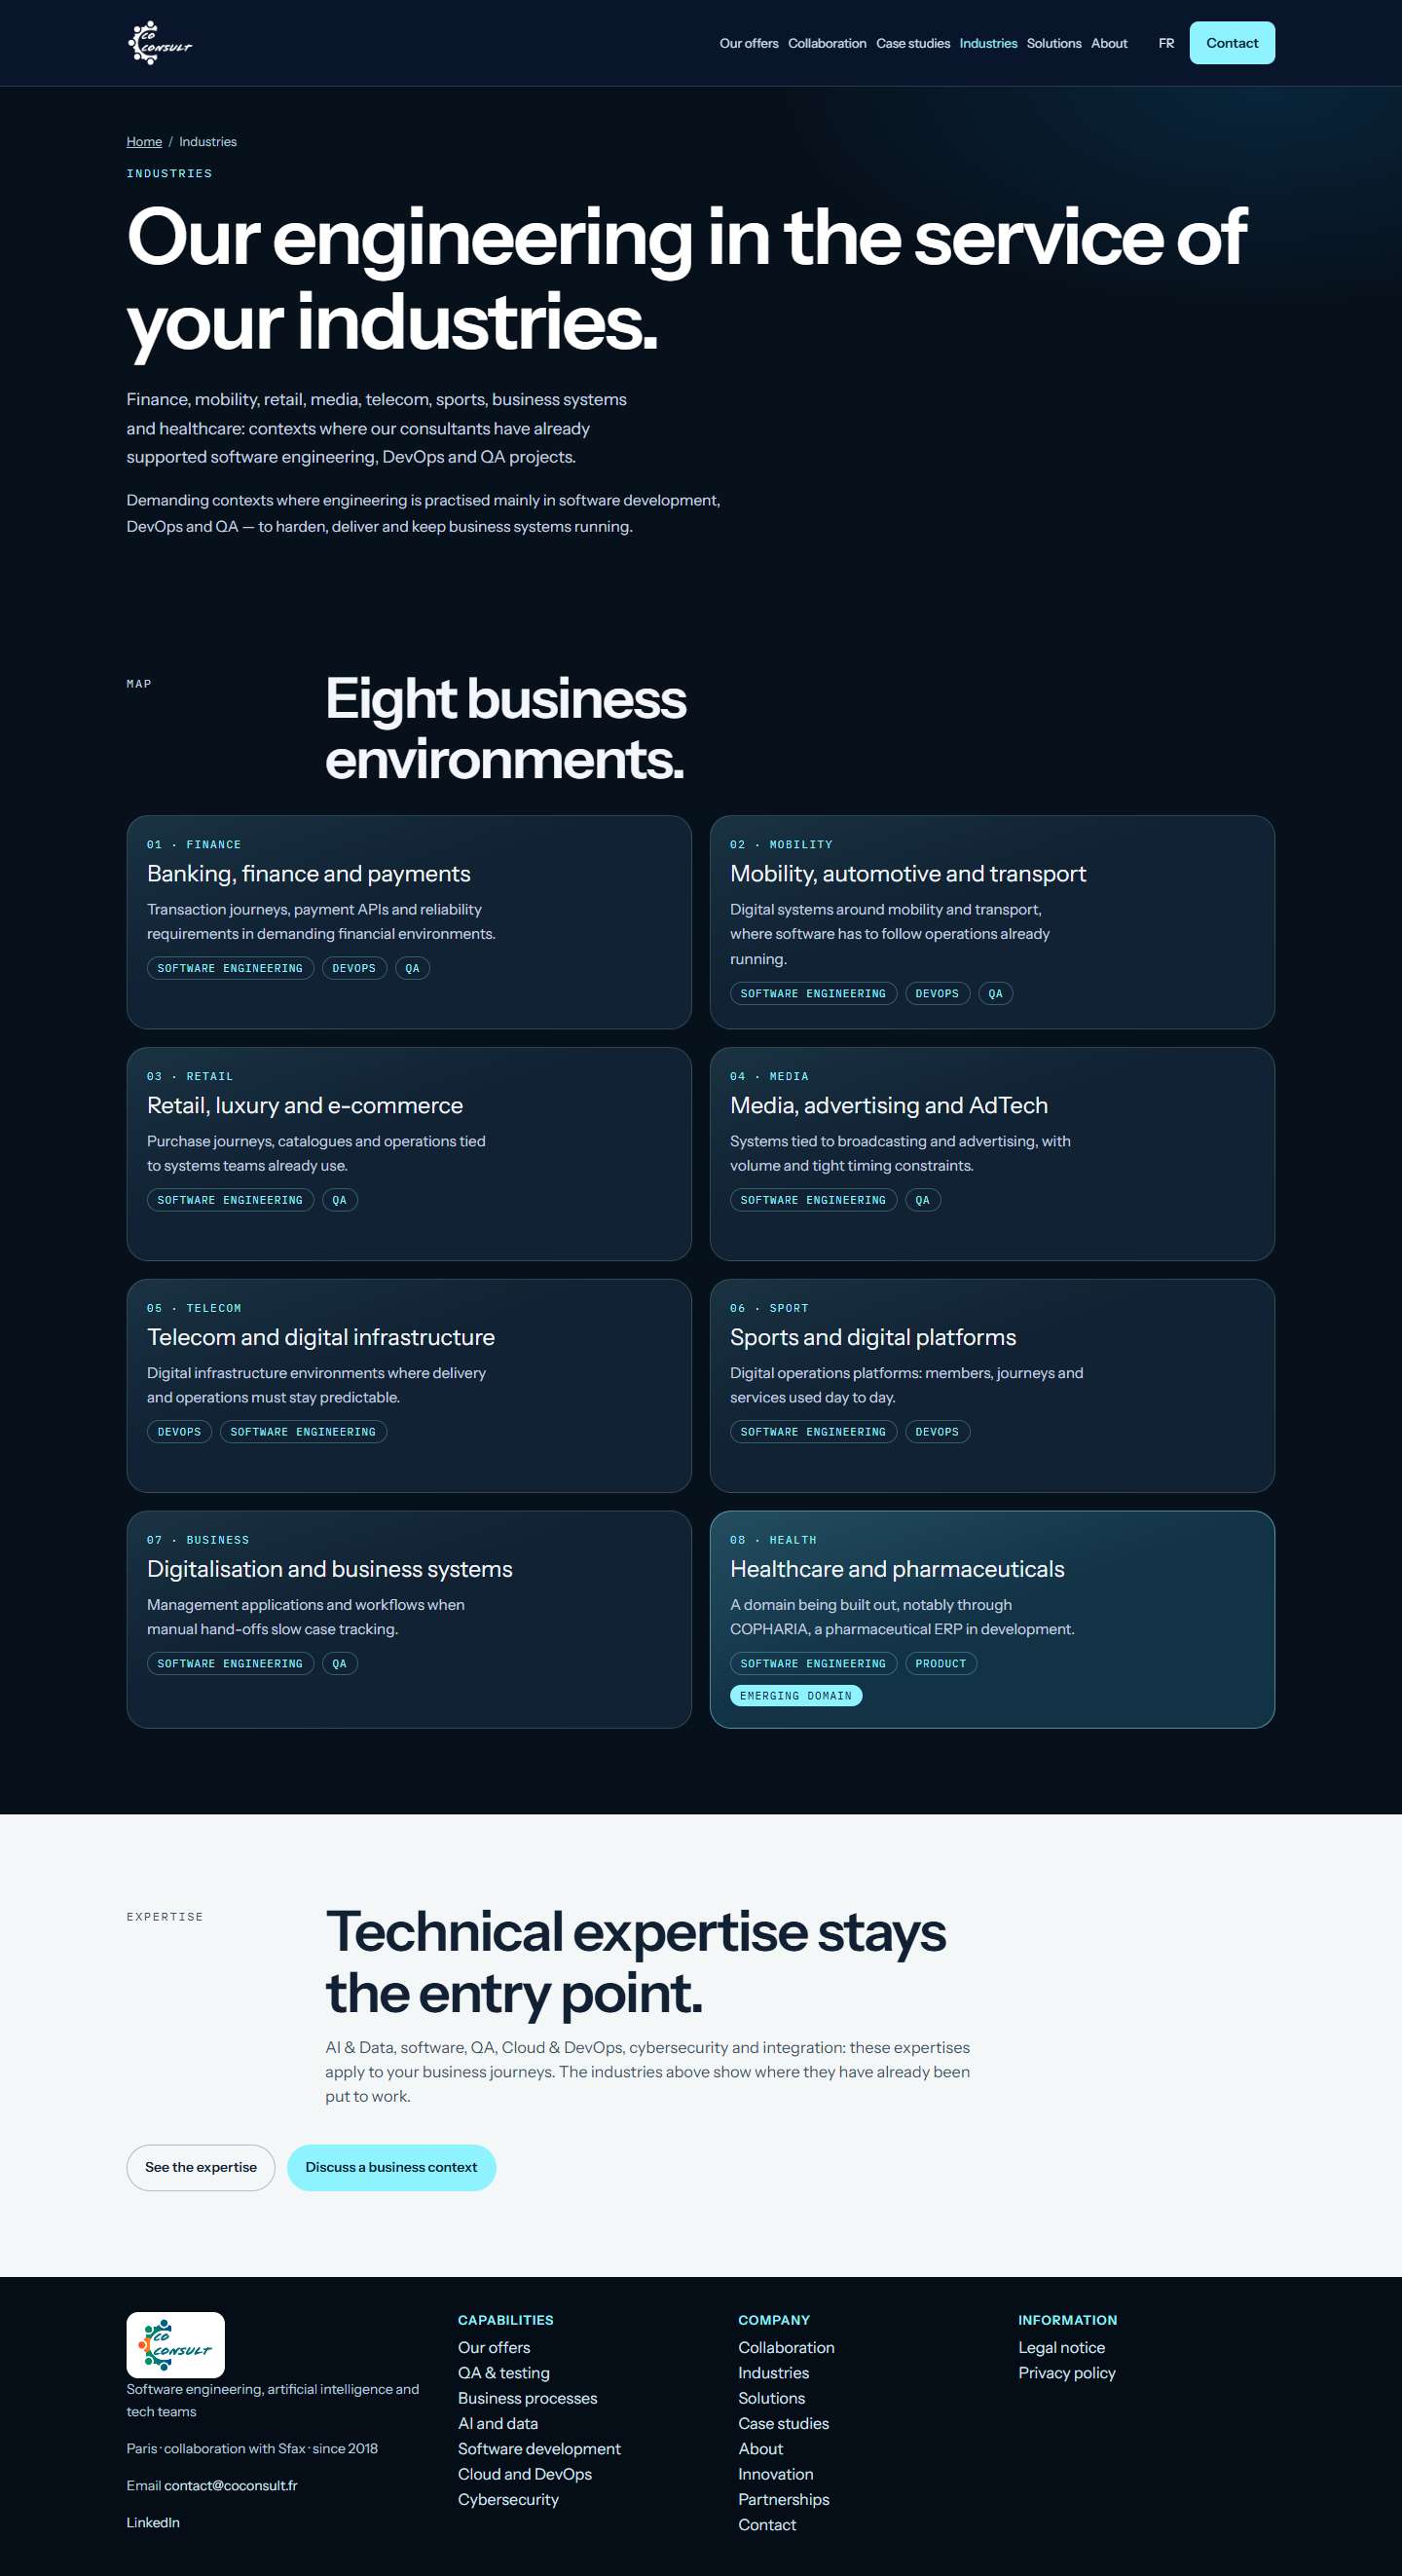 CO
CONSULT
Our offers Collaboration Case studies Industries Solutions About FR Contact
Home / Industries
INDUSTRIES
Our engineering in the service of
your industries.
Finance, mobility, retail, media, telecom, sports, business systems
and healthcare: contexts where our consultants have already
supported software engineering, DevOps and QA projects.
Demanding contexts where engineering is practised mainly in software development,
DevOps and QA — to harden, deliver and keep business systems running.
MAP
Eight business
environments.
01 · FINANCE
Banking, finance and payments
Transaction journeys, payment APIs and reliability
requirements in demanding financial environments.
SOFTWARE ENGINEERING DEVOPS QA
02 · MOBILITY
Mobility, automotive and transport
Digital systems around mobility and transport,
where software has to follow operations already
running.
SOFTWARE ENGINEERING DEVOPS QA
03 · RETAIL
Retail, luxury and e-commerce
Purchase journeys, catalogues and operations tied
to systems teams already use.
SOFTWARE ENGINEERING QA
04 · MEDIA
Media, advertising and AdTech
Systems tied to broadcasting and advertising, with
volume and tight timing constraints.
SOFTWARE ENGINEERING QA
05 · TELECOM
Telecom and digital infrastructure
Digital infrastructure environments where delivery
and operations must stay predictable.
DEVOPS SOFTWARE ENGINEERING
06 · SPORT
Sports and digital platforms
Digital operations platforms: members, journeys and
services used day to day.
SOFTWARE ENGINEERING DEVOPS
07 · BUSINESS
Digitalisation and business systems
Management applications and workflows when
manual hand-offs slow case tracking.
SOFTWARE ENGINEERING QA
08 · HEALTH
Healthcare and pharmaceuticals
A domain being built out, notably through
COPHARIA, a pharmaceutical ERP in development.
SOFTWARE ENGINEERING PRODUCT
EMERGING DOMAIN
EXPERTISE
Technical expertise stays
the entry point.
AI & Data, software, QA, Cloud & DevOps, cybersecurity and integration: these expertises
apply to your business journeys. The industries above show where they have already been
put to work.
See the expertise Discuss a business context
CO
CONSULT
Software engineering, artificial intelligence and
tech teams
Paris · collaboration with Sfax · since 2018
Email contact@coconsult.fr
LinkedIn
CAPABILITIES
Our offers
QA & testing
Business processes
AI and data
Software development
Cloud and DevOps
Cybersecurity
COMPANY
Collaboration
Industries
Solutions
Case studies
About
Innovation
Partnerships
Contact
INFORMATION
Legal notice
Privacy policy